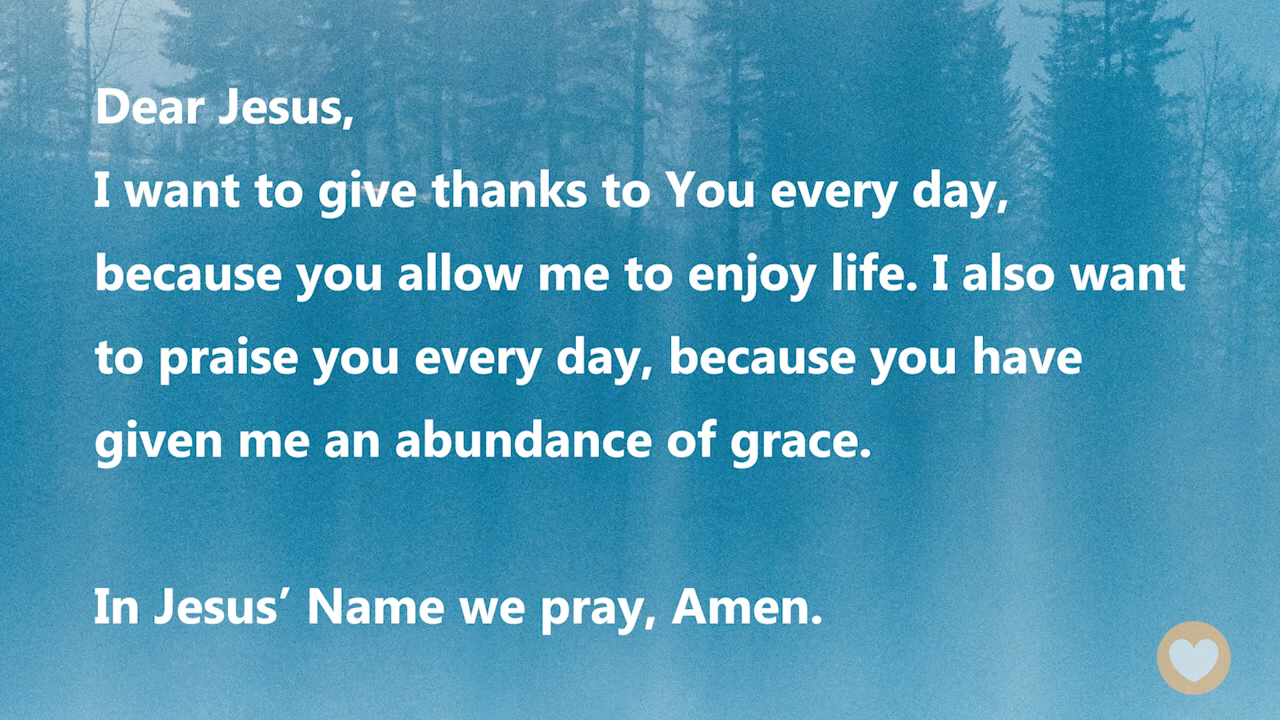 Dear Jesus,
I want to give thanks to You every day,
because you allow me to enjoy life. I also want
to praise you every day, because you have
given me an abundance of grace.
In Jesus’ Name we pray, Amen.